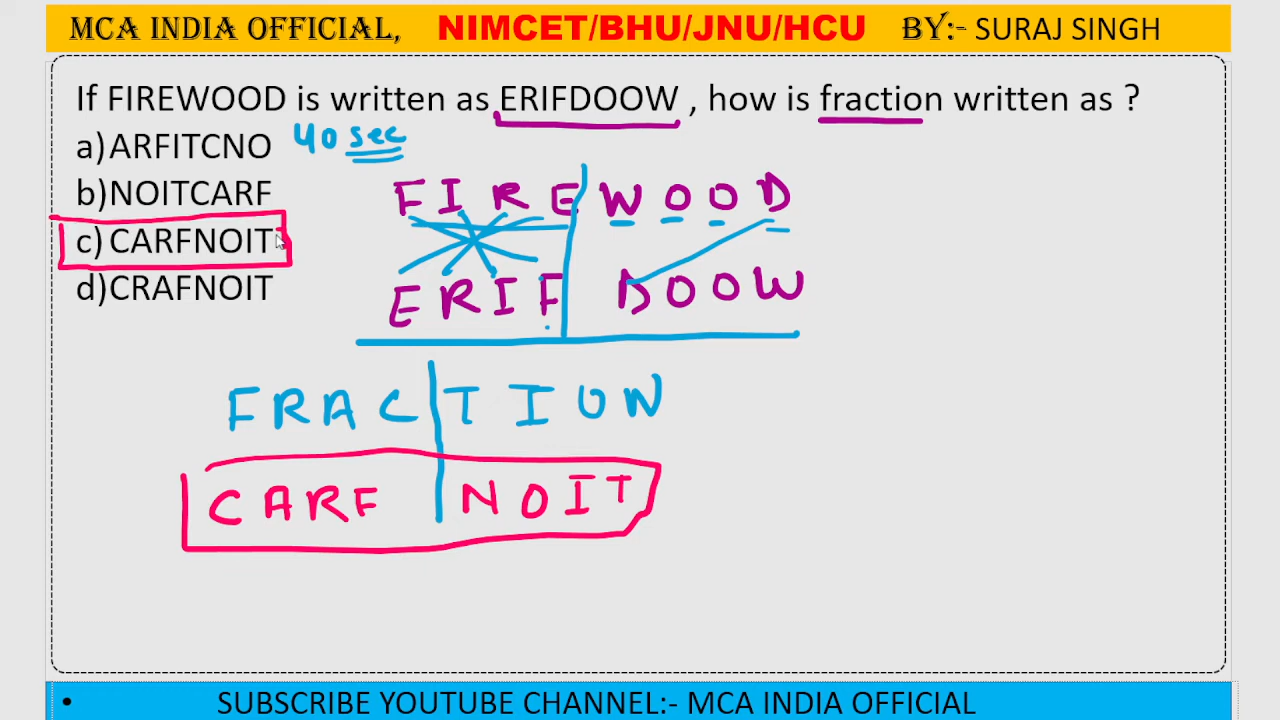 MCA INDIA OFFICIAL, NIMCET/BHU/JNU/HCU BY:- SURAJ SINGH
If FIREWOOD is written as ERIFDOOW , how is fraction written as ?
a) ARFITCNO 40 sec
b) NOITCARF
c) CARFNOIT
d) CRAFNOIT
FIRE WOOD
ERIF DOOW
FRAC TION
CARF NOIT
• SUBSCRIBE YOUTUBE CHANNEL:- MCA INDIA OFFICIAL